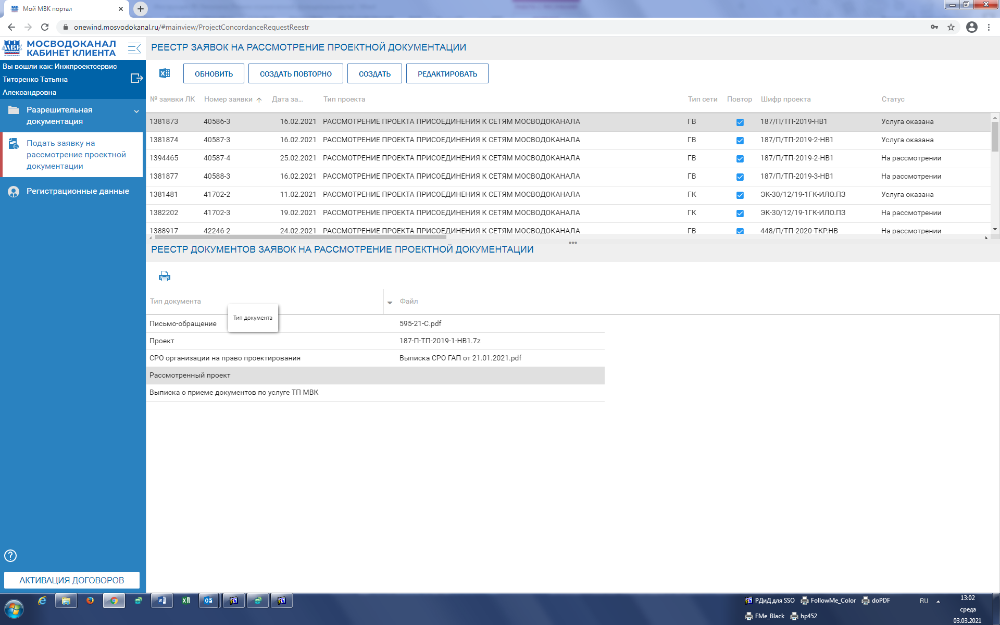 Мой МВК портал
onewind.mosvodokanal.ru/#mainview/ProjectConcordanceRequestReestr
МОСВОДОКАНАЛ
КАБИНЕТ КЛИЕНТА
Вы вошли как: Инжпроектсервис
Титоренко Татьяна
Александровна
Разрешительная
документация
Подать заявку на
рассмотрение проектной
документации
Регистрационные данные
АКТИВАЦИЯ ДОГОВОРОВ
РЕЕСТР ЗАЯВОК НА РАССМОТРЕНИЕ ПРОЕКТНОЙ ДОКУМЕНТАЦИИ
ОБНОВИТЬ СОЗДАТЬ ПОВТОРНО СОЗДАТЬ РЕДАКТИРОВАТЬ
№ заявки ЛК Номер заявки Дата за... Тип проекта Тип сети Повтор Шифр проекта Статус
1381873 40586-3 16.02.2021 РАССМОТРЕНИЕ ПРОЕКТА ПРИСОЕДИНЕНИЯ К СЕТЯМ МОСВОДОКАНАЛА ГВ 187/П/ТП-2019-НВ1 Услуга оказана
1381874 40587-3 16.02.2021 РАССМОТРЕНИЕ ПРОЕКТА ПРИСОЕДИНЕНИЯ К СЕТЯМ МОСВОДОКАНАЛА ГВ 187/П/ТП-2019-2-НВ1 Услуга оказана
1394465 40587-4 25.02.2021 РАССМОТРЕНИЕ ПРОЕКТА ПРИСОЕДИНЕНИЯ К СЕТЯМ МОСВОДОКАНАЛА ГВ 187/П/ТП-2019-2-НВ1 На рассмотрении
1381877 40588-3 16.02.2021 РАССМОТРЕНИЕ ПРОЕКТА ПРИСОЕДИНЕНИЯ К СЕТЯМ МОСВОДОКАНАЛА ГВ 187/П/ТП-2019-3-НВ1 На рассмотрении
1381481 41702-2 11.02.2021 РАССМОТРЕНИЕ ПРОЕКТА ПРИСОЕДИНЕНИЯ К СЕТЯМ МОСВОДОКАНАЛА ГК ЭК-30/12/19-1ГК-ИЛО.ПЗ Услуга оказана
1382202 41702-3 19.02.2021 РАССМОТРЕНИЕ ПРОЕКТА ПРИСОЕДИНЕНИЯ К СЕТЯМ МОСВОДОКАНАЛА ГК ЭК-30/12/19-1ГК-ИЛО.ПЗ На рассмотрении
1388917 42246-2 24.02.2021 РАССМОТРЕНИЕ ПРОЕКТА ПРИСОЕДИНЕНИЯ К СЕТЯМ МОСВОДОКАНАЛА ГВ 448/П/ТП-2020-ТКР.НВ На рассмотрении
РЕЕСТР ДОКУМЕНТОВ ЗАЯВОК НА РАССМОТРЕНИЕ ПРОЕКТНОЙ ДОКУМЕНТАЦИИ
Тип документа Файл
Тип документа
Письмо-обращение 595-21-С.pdf
Проект 187-П-ТП-2019-1-НВ1.7z
СРО организации на право проектирования Выписка СРО ГАП от 21.01.2021.pdf
Рассмотренный проект
Выписка о приеме документов по услуге ТП МВК
РДиД для SSO FollowMe_Color doPDF
FMe_Black hp452
RU
13:02
среда
03.03.2021